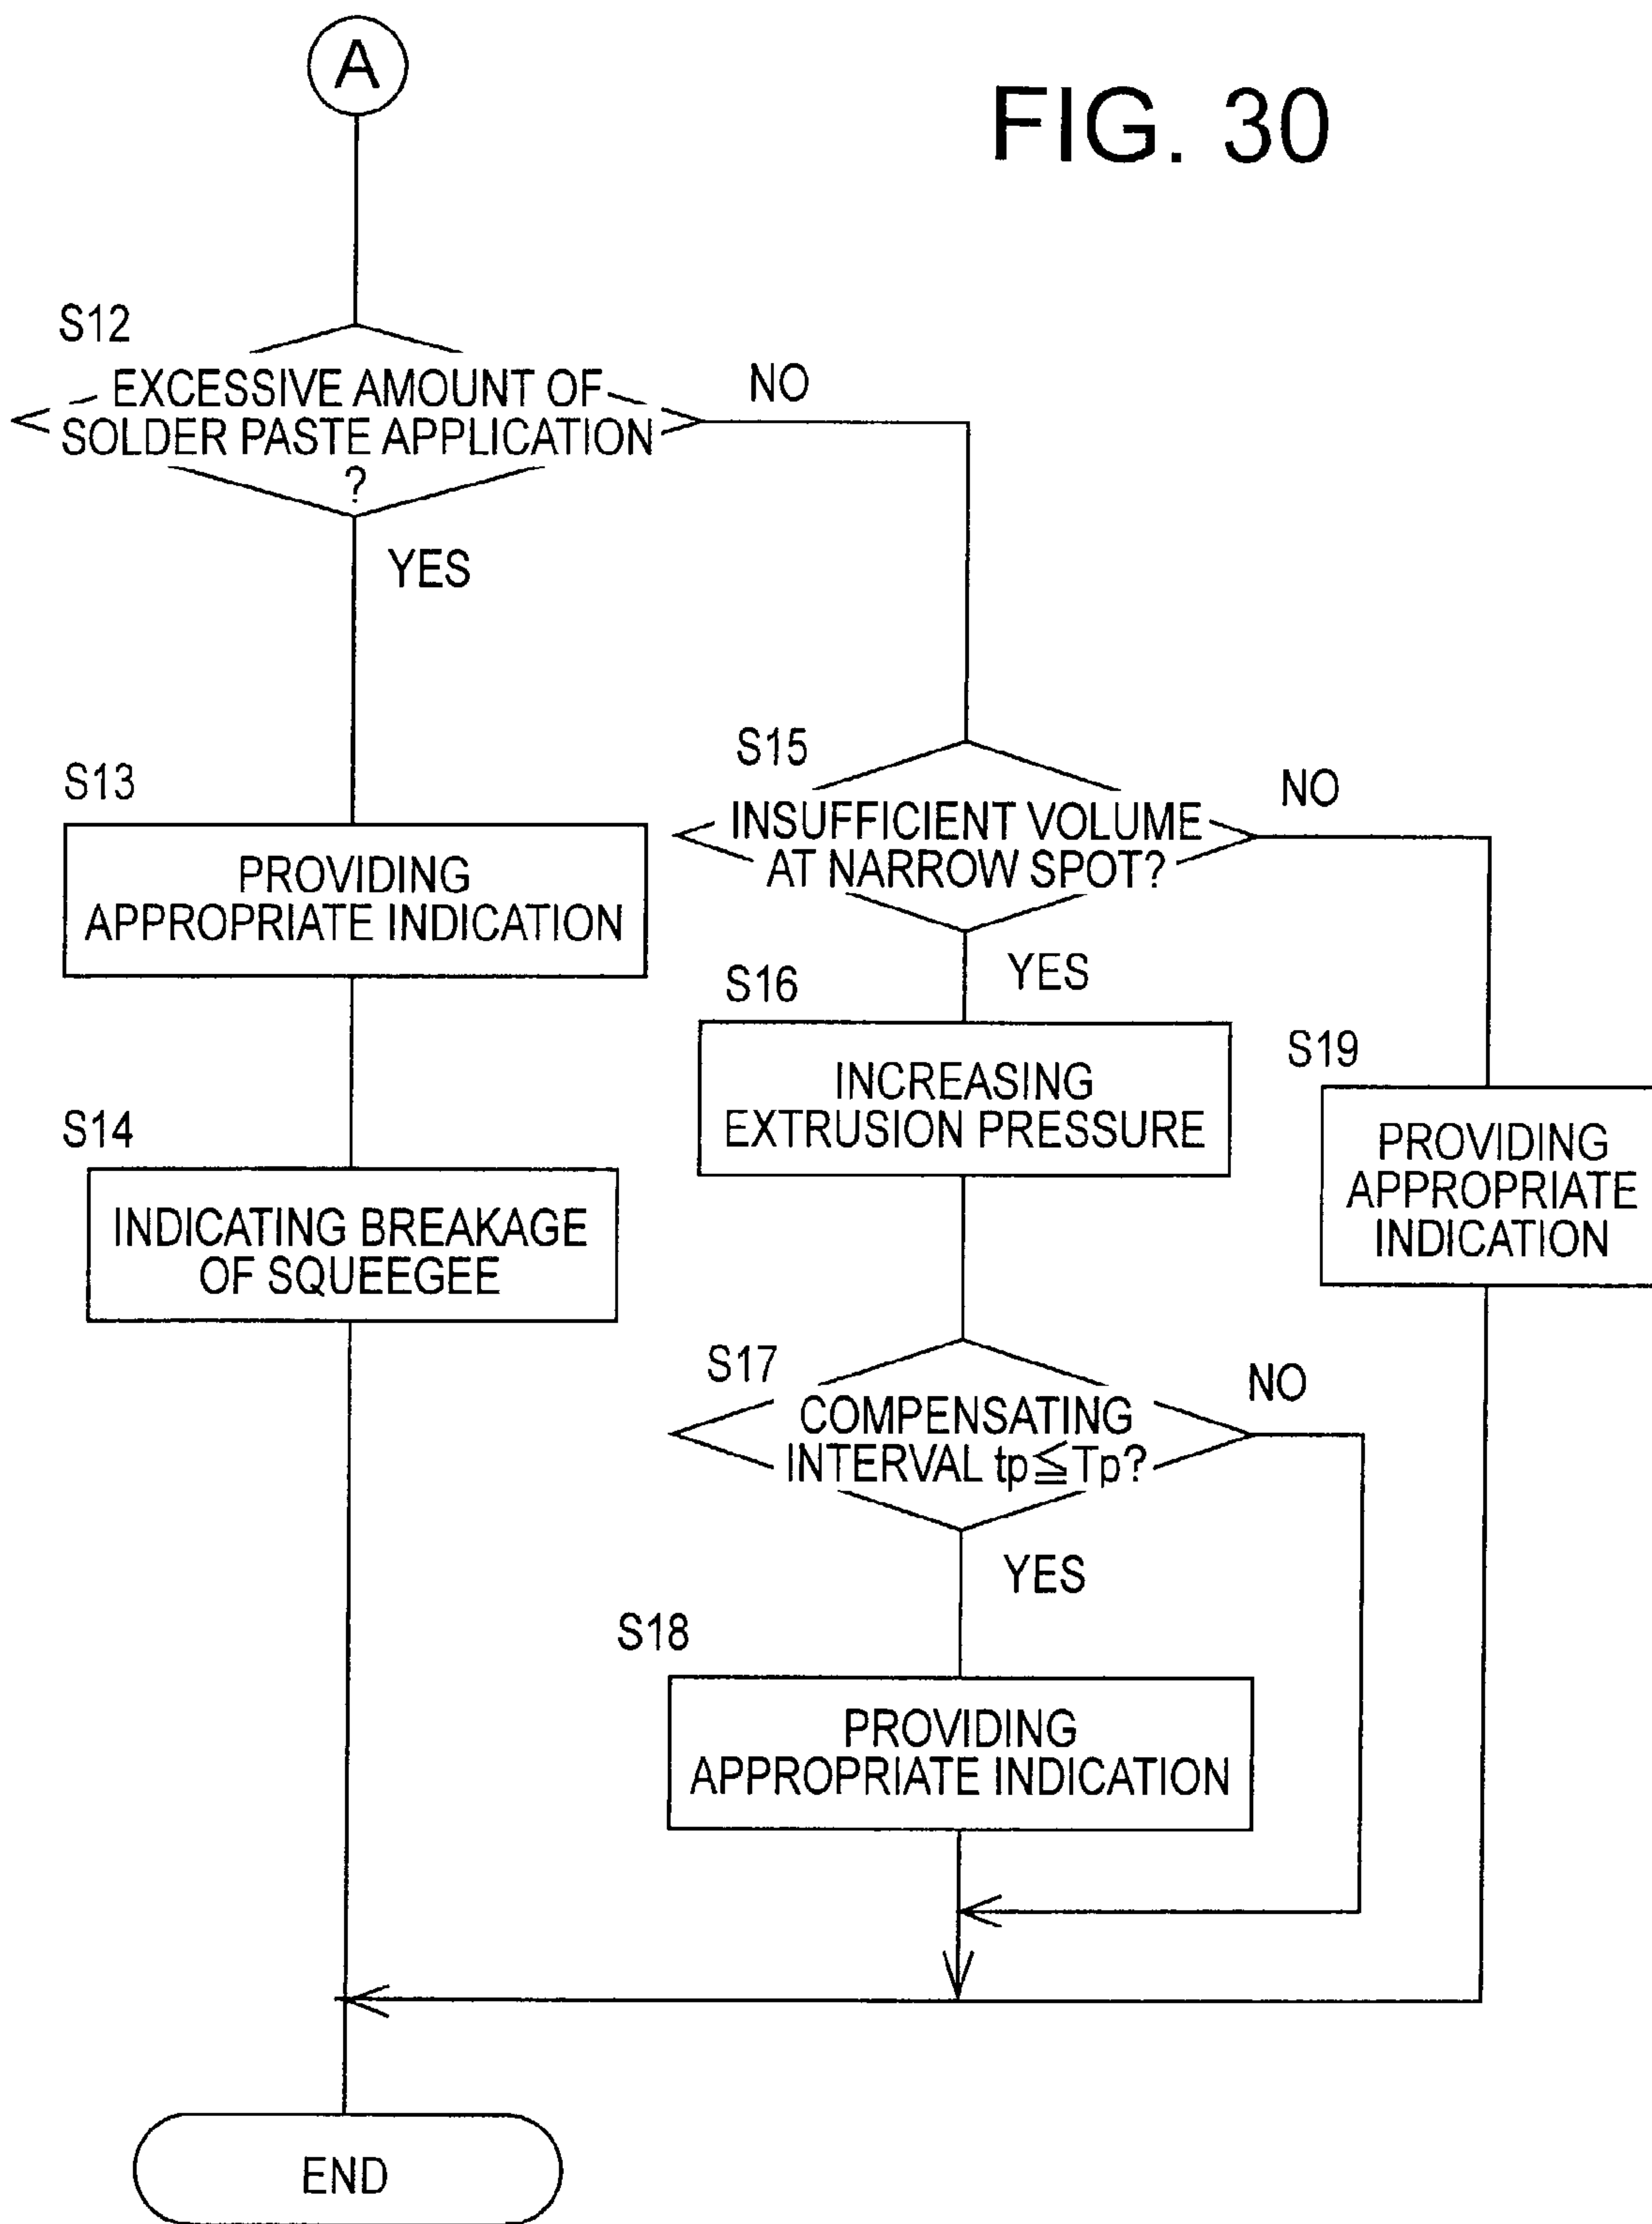 A
FIG. 30
S12
EXCESSIVE AMOUNT OF
SOLDER PASTE APPLICATION
?
NO
YES
S13
PROVIDING
APPROPRIATE INDICATION
S14
INDICATING BREAKAGE
OF SQUEEGEE
S15
INSUFFICIENT VOLUME
AT NARROW SPOT?
NO
YES
S16
INCREASING
EXTRUSION PRESSURE
S19
PROVIDING
APPROPRIATE
INDICATION
S17
COMPENSATING
INTERVAL tp≦Tp?
NO
YES
S18
PROVIDING
APPROPRIATE INDICATION
END